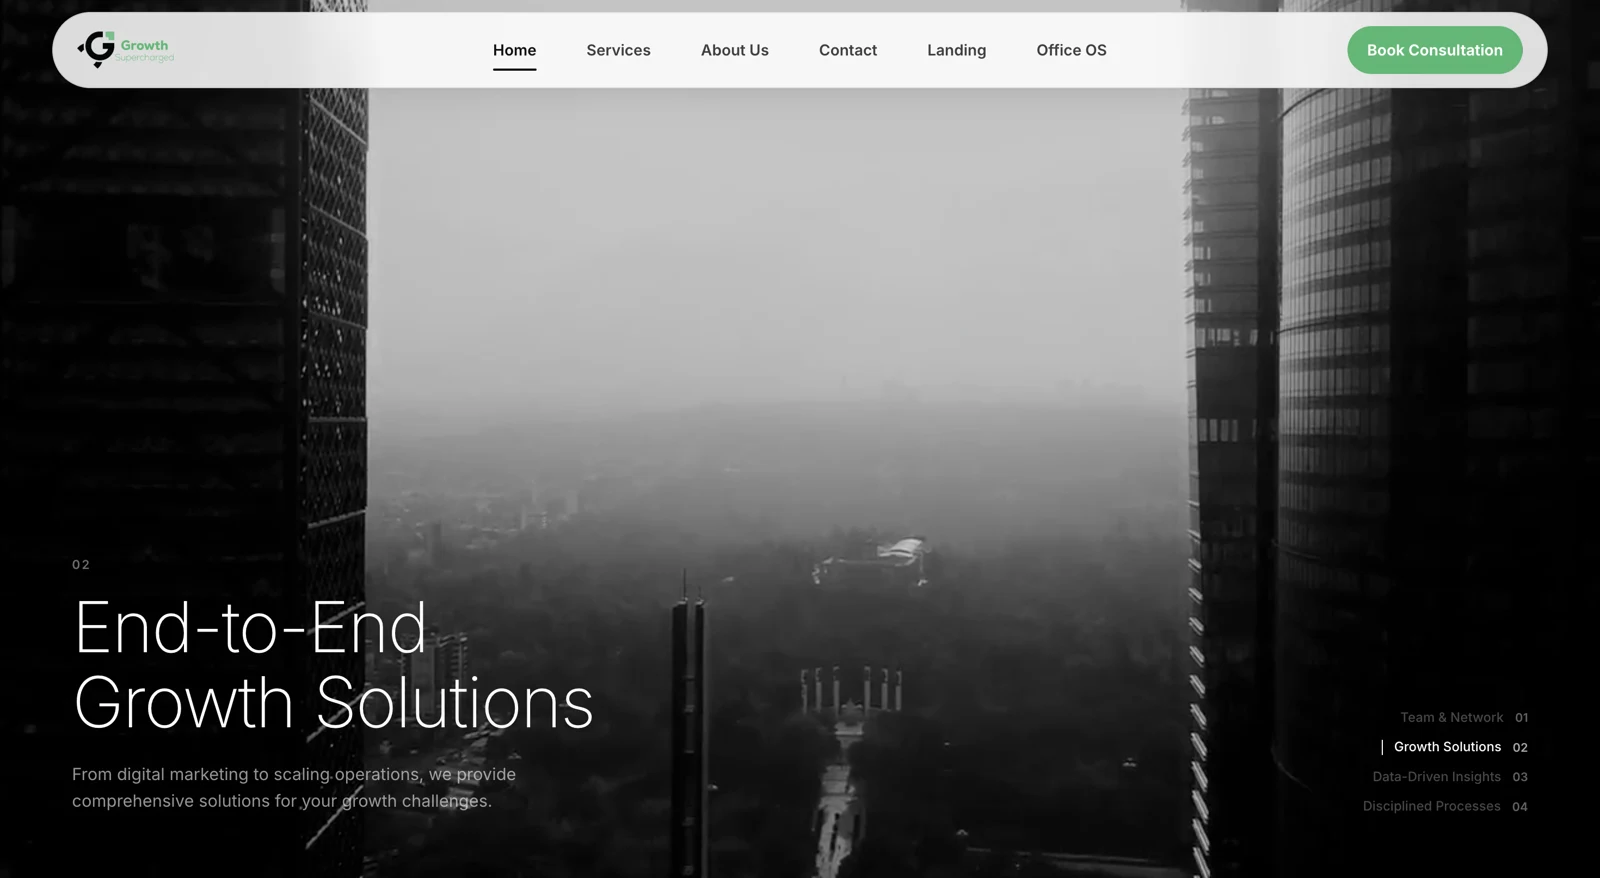 Growth
Supercharged
Home
Services
About Us
Contact
Landing
Office OS
Book Consultation
02
End-to-End
Growth Solutions
From digital marketing to scaling operations, we provide
comprehensive solutions for your growth challenges.
Team & Network 01
Growth Solutions 02
Data-Driven Insights 03
Disciplined Processes 04